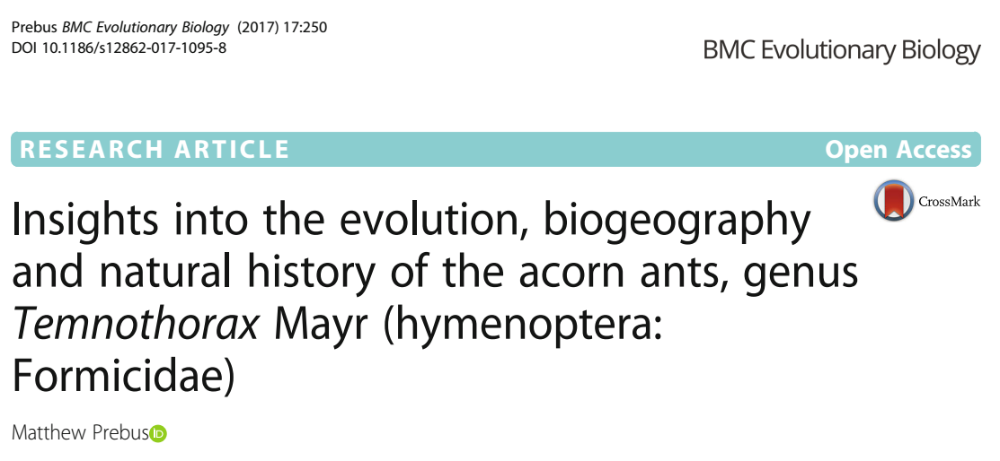 Prebus BMC Evolutionary Biology (2017) 17:250
DOI 10.1186/s12862-017-1095-8
BMC Evolutionary Biology
RESEARCH ARTICLE
Open Access
CrossMark
Insights into the evolution, biogeography
and natural history of the acorn ants, genus
Temnothorax Mayr (hymenoptera:
Formicidae)
Matthew Prebus
iD